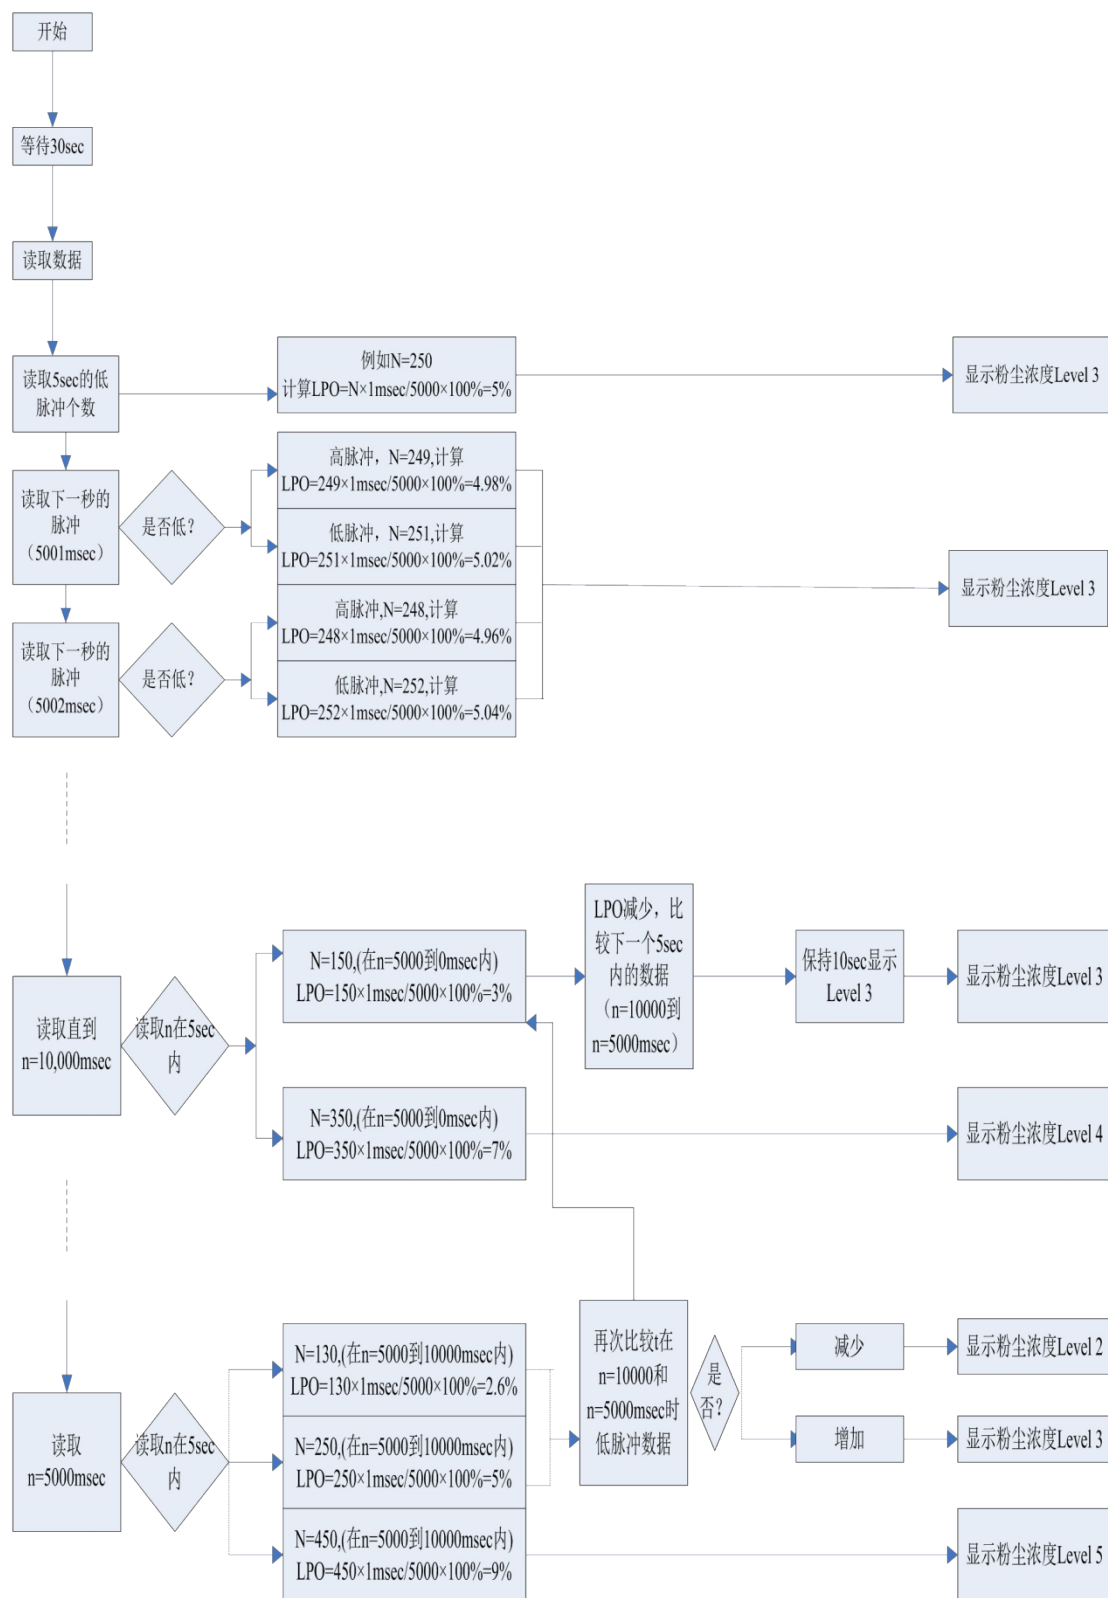 开始
等待30sec
读取数据
读取5sec的低
脉冲个数
例如N=250
计算LPO=N×1msec/5000×100%=5%
显示粉尘浓度Level 3
读取下一秒的
脉冲
（5001msec）
是否低?
高脉冲，N=249,计算
LPO=249×1msec/5000×100%=4.98%
低脉冲，N=251,计算
LPO=251×1msec/5000×100%=5.02%
读取下一秒的
脉冲
（5002msec）
是否低?
高脉冲,N=248,计算
LPO=248×1msec/5000×100%=4.96%
低脉冲,N=252,计算
LPO=252×1msec/5000×100%=5.04%
显示粉尘浓度Level 3
读取直到
n=10,000msec
读取n在5sec
内
N=150,(在n=5000到0msec内)
LPO=150×1msec/5000×100%=3%
LPO减少，比
较下一个5sec
内的数据
（n=10000到
n=5000msec）
保持10sec显示
Level 3
显示粉尘浓度Level 3
N=350,(在n=5000到0msec内)
LPO=350×1msec/5000×100%=7%
显示粉尘浓度Level 4
读取
n=5000msec
读取n在5sec
内
N=130,(在n=5000到10000msec内)
LPO=130×1msec/5000×100%=2.6%
N=250,(在n=5000到10000msec内)
LPO=250×1msec/5000×100%=5%
N=450,(在n=5000到10000msec内)
LPO=450×1msec/5000×100%=9%
再次比较t在
n=10000和
n=5000msec时
低脉冲数据
是
否?
减少
显示粉尘浓度Level 2
增加
显示粉尘浓度Level 3
显示粉尘浓度Level 5